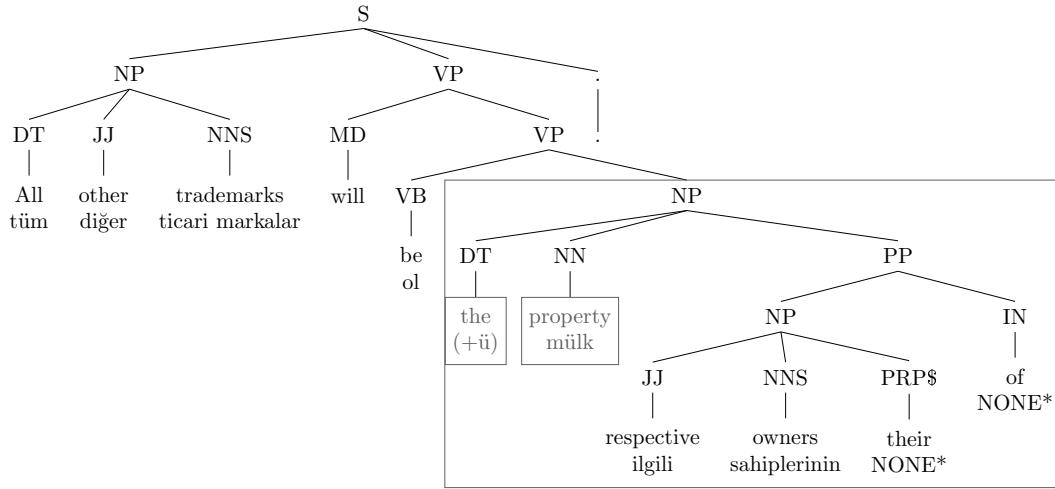 S
NP VP .
DT JJ NNS MD VP .
All other trademarks will VB NP
tüm diğer ticari markalar
be DT NN PP
ol
the property NP IN
(+ü) mülk
JJ NNS PRP$ of
NONE*
respective owners their
ilgili sahiplerinin NONE*